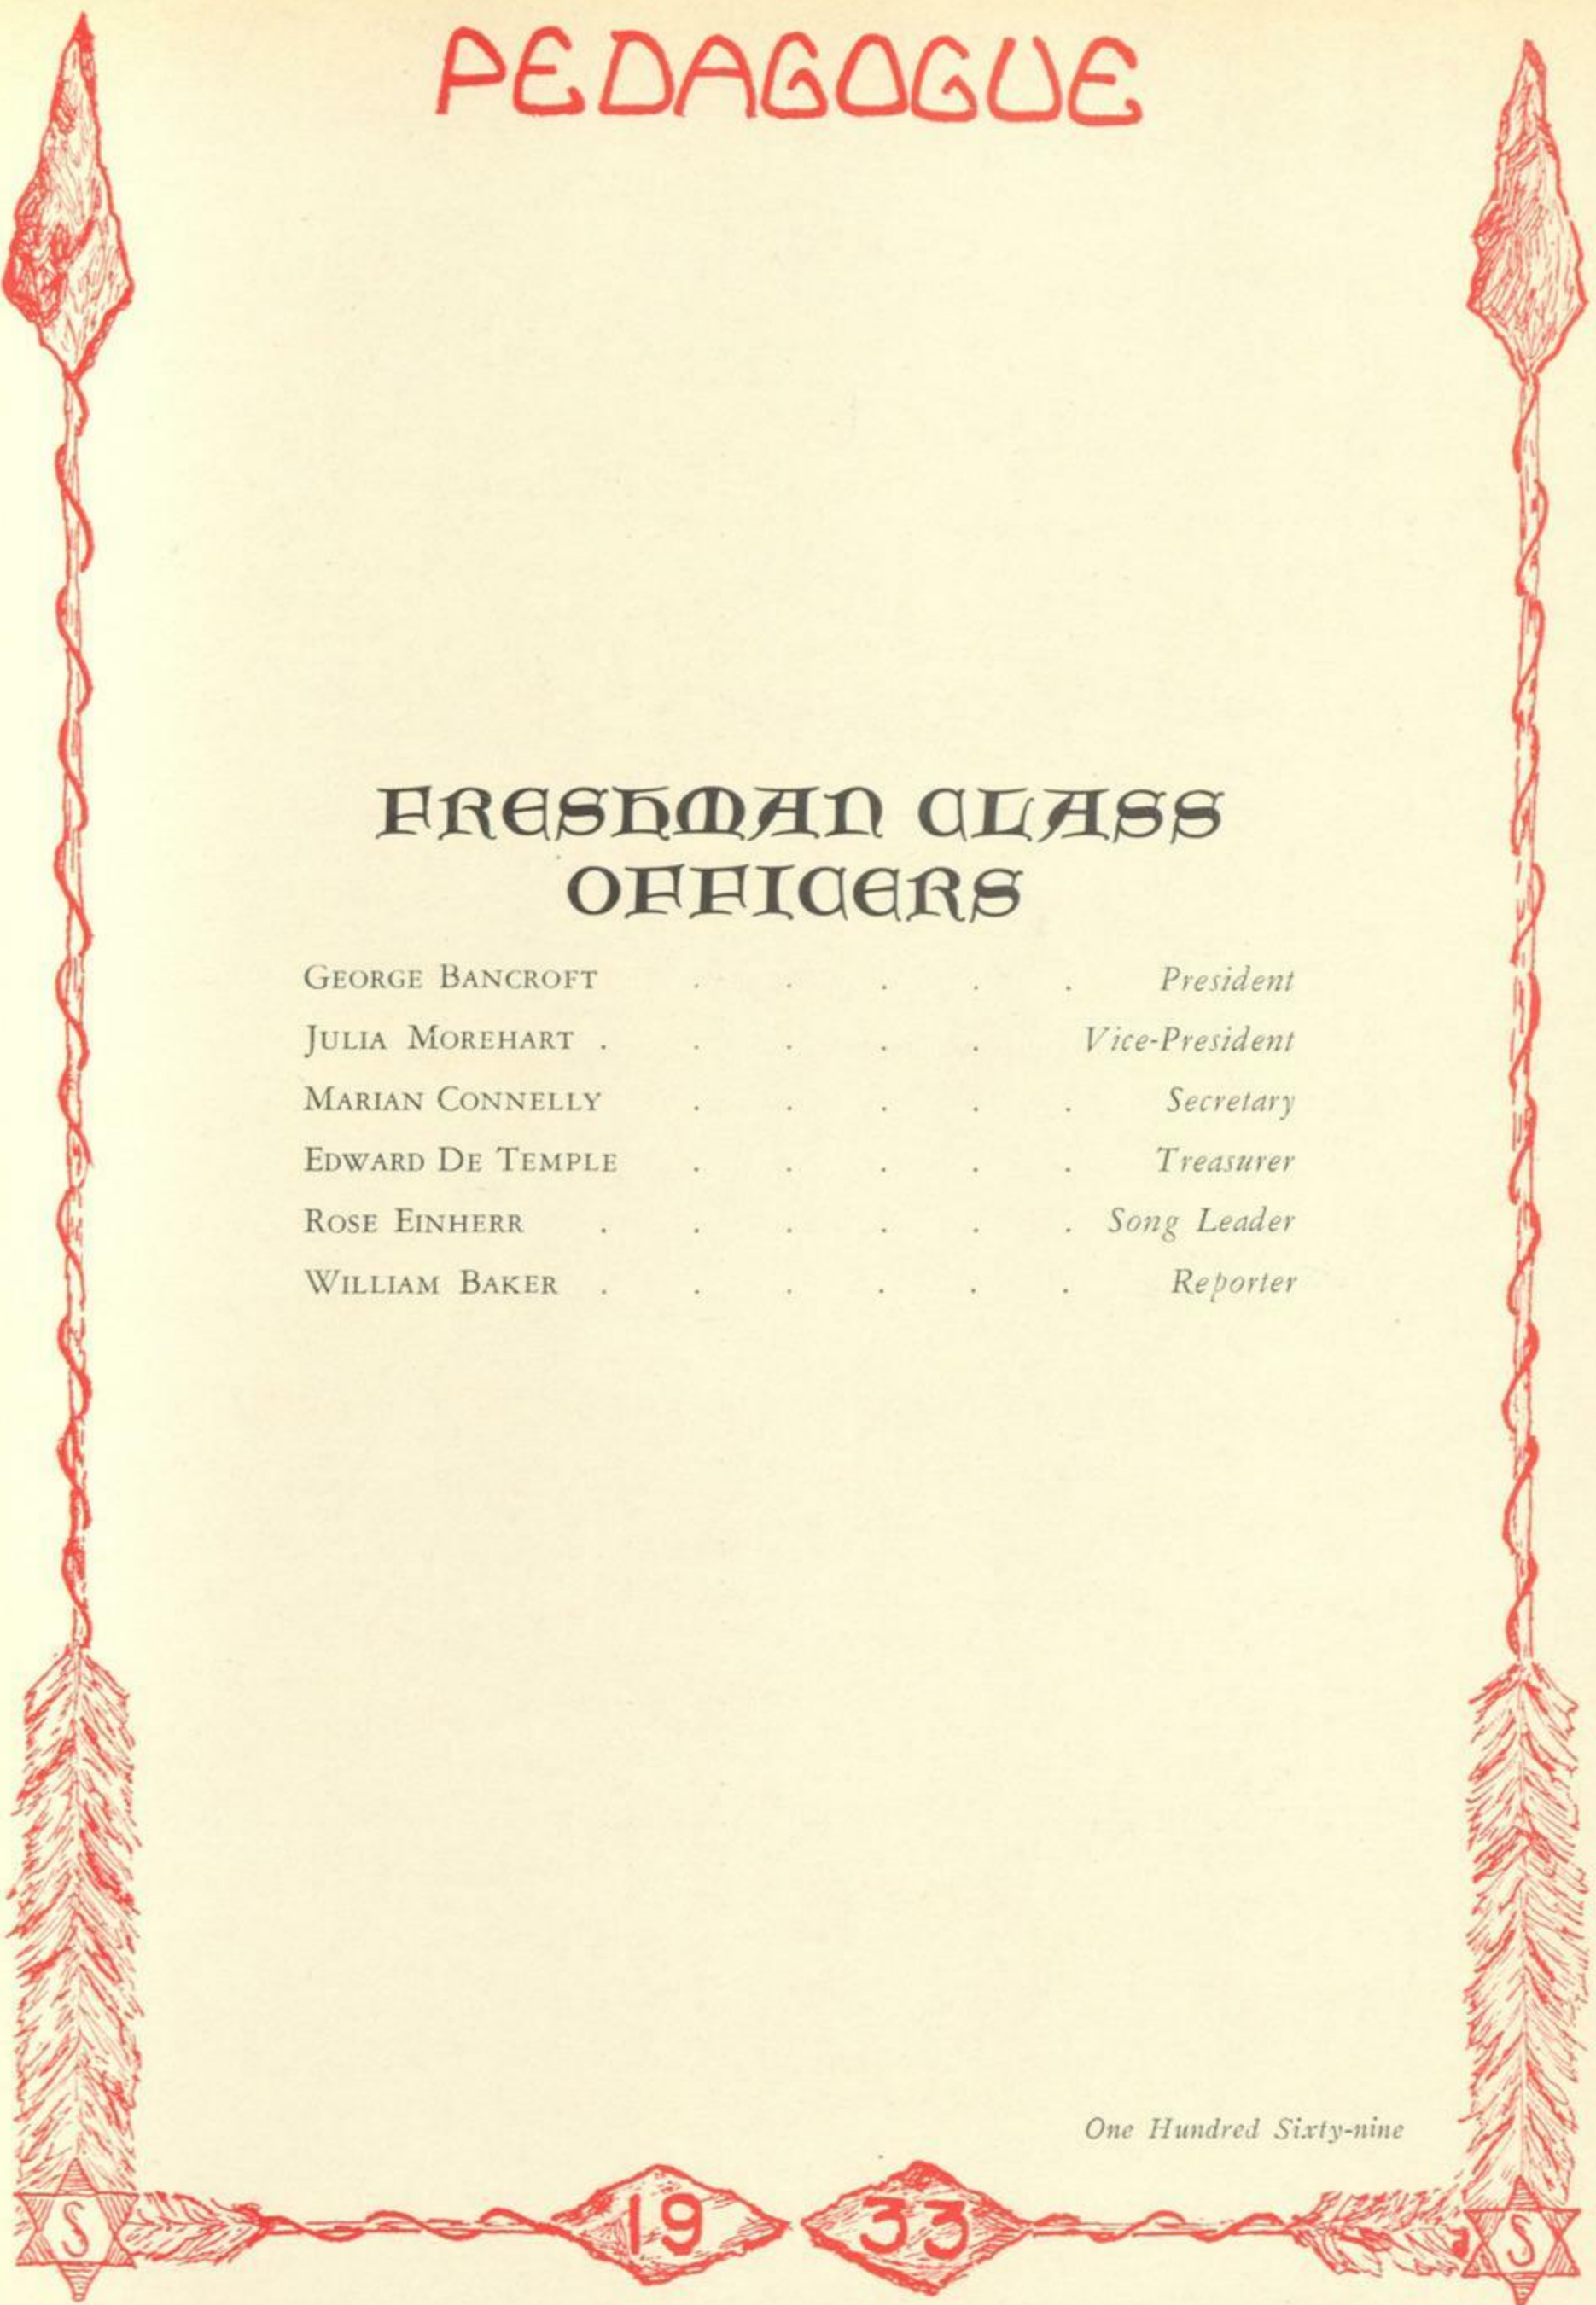 PEDAGOGUE
FRESHMAN CLASS
OFFICERS
GEORGE BANCROFT . . . . . President
JULIA MOREHART . . . . . Vice-President
MARIAN CONNELLY . . . . . Secretary
EDWARD DE TEMPLE . . . . . Treasurer
ROSE EINHERR . . . . . . Song Leader
WILLIAM BAKER . . . . . . Reporter
One Hundred Sixty-nine
S 19 33 S